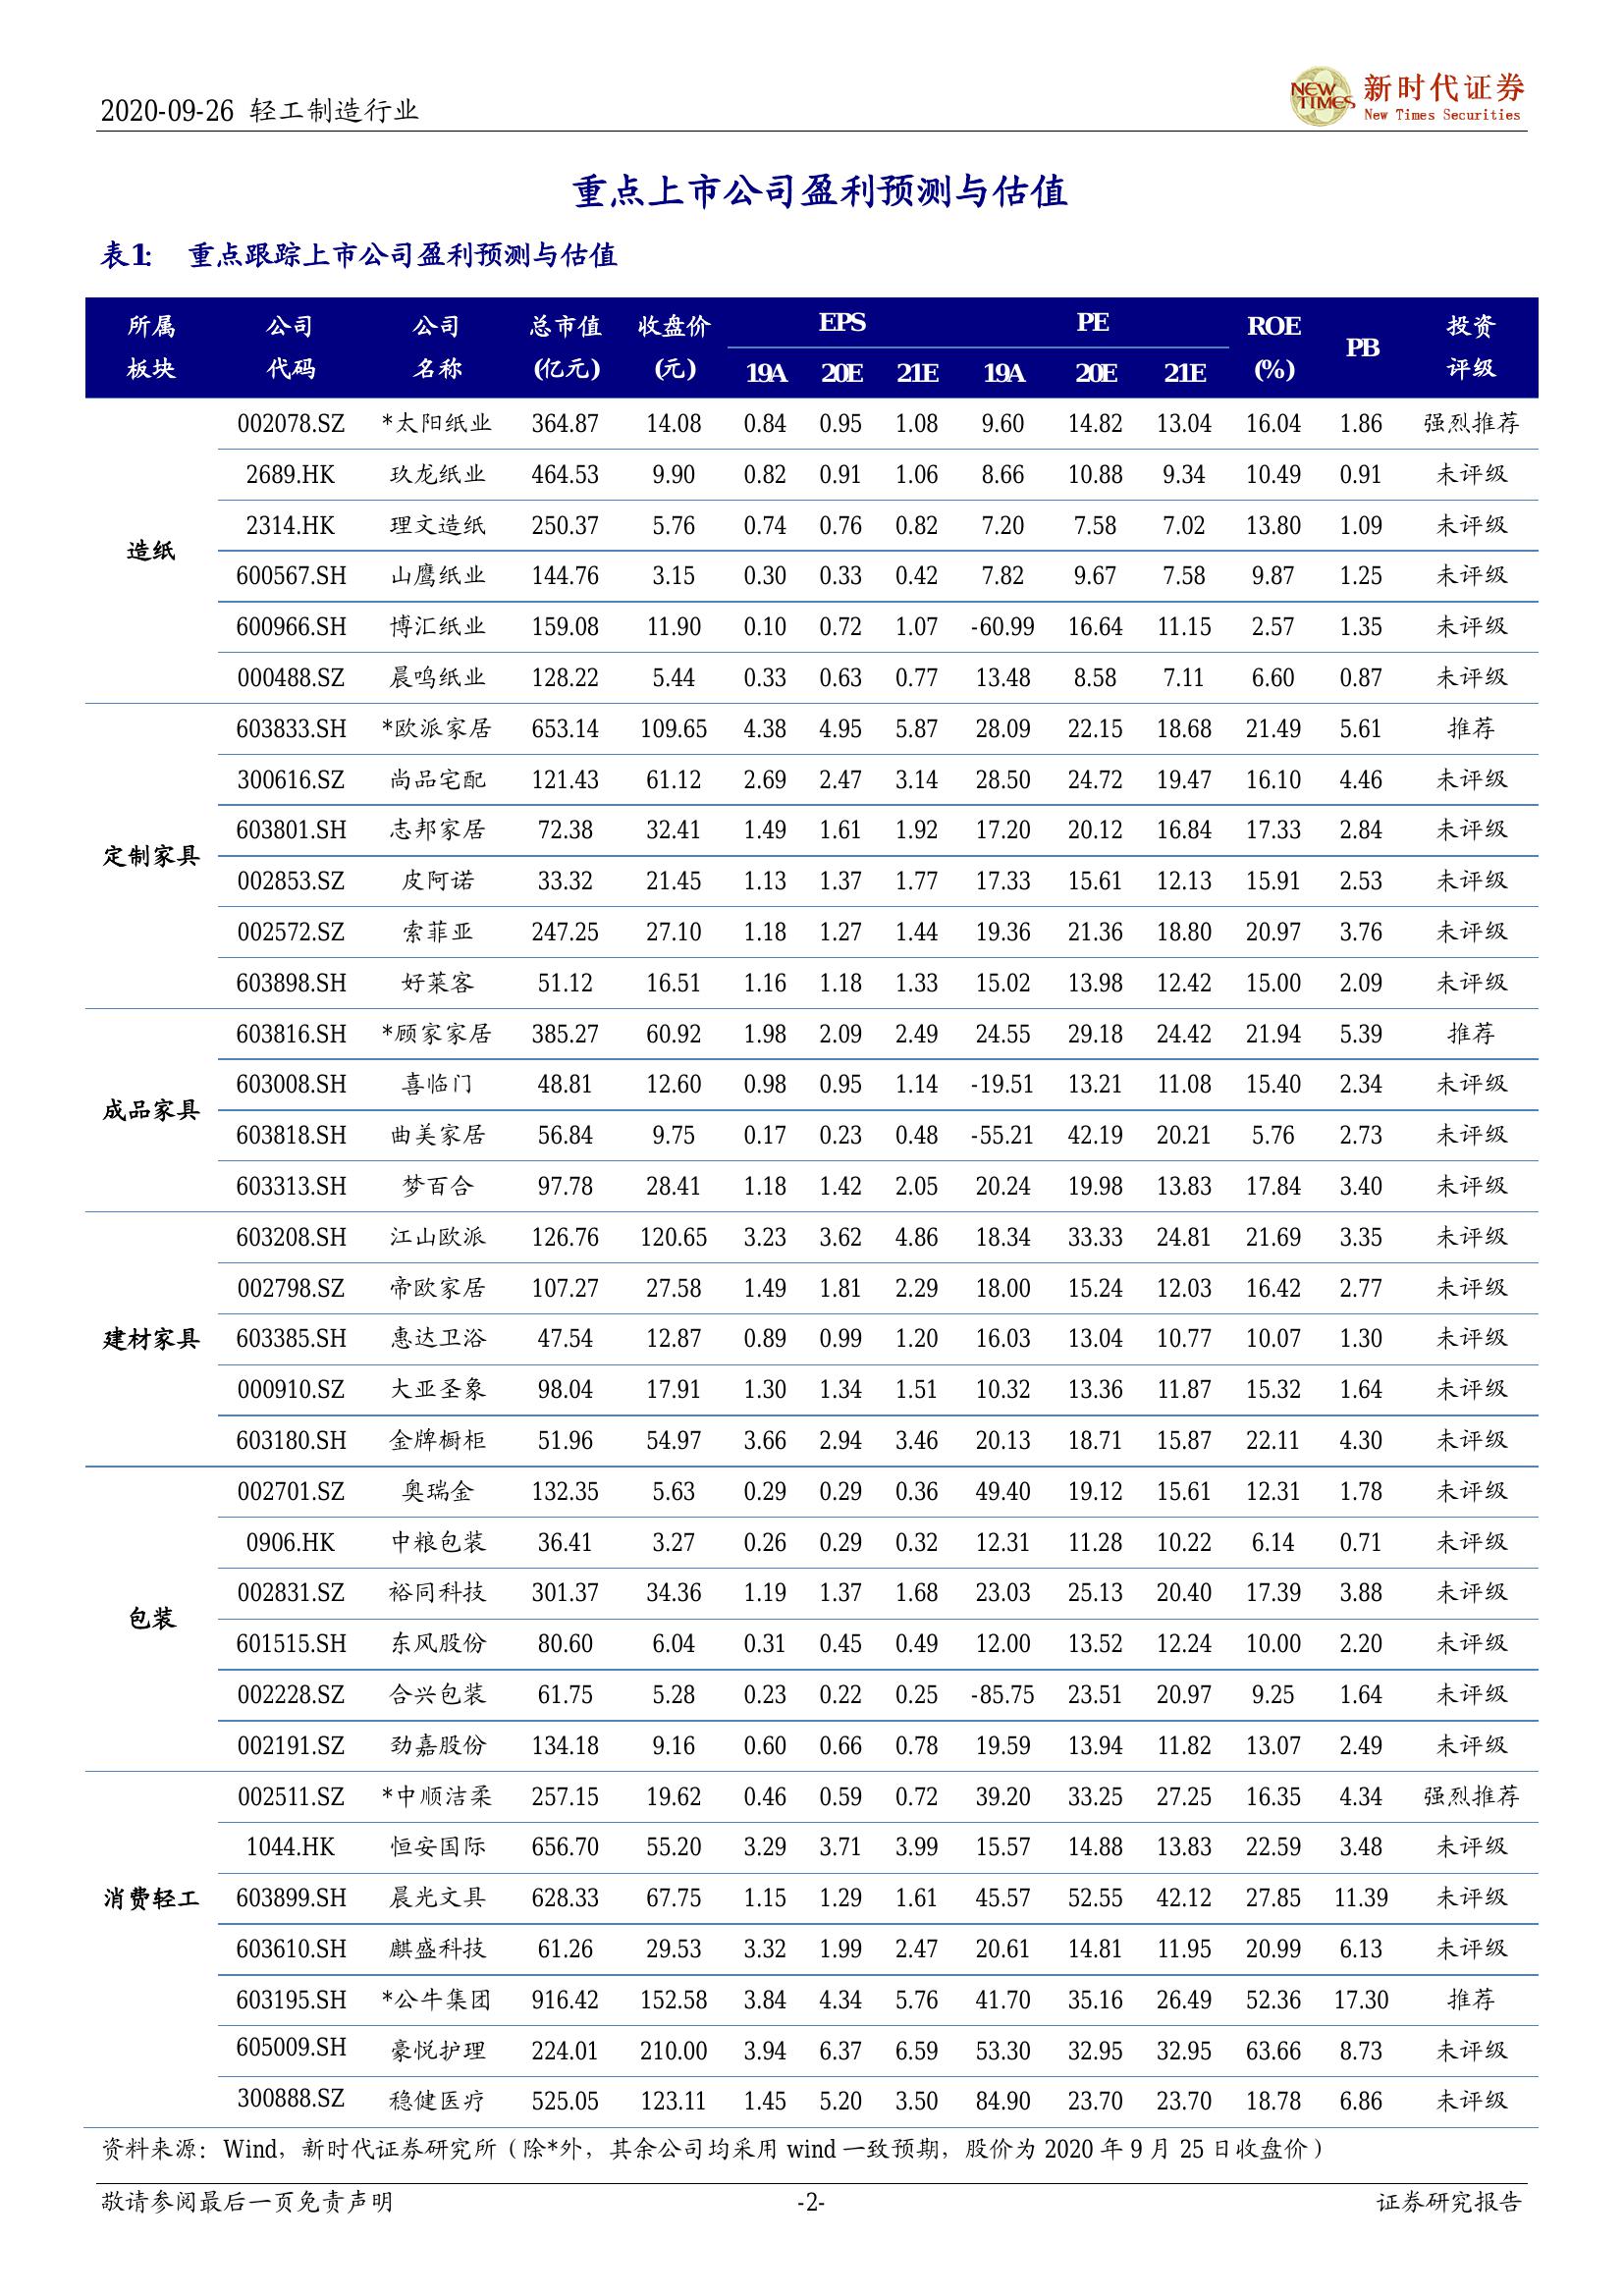 2020-09-26 轻工制造行业
NEW TIMES 新时代证券
New Times Securities
重点上市公司盈利预测与估值
表1: 重点跟踪上市公司盈利预测与估值
所属 公司 公司 总市值 收盘价 EPS PE ROE PB 投资
板块 代码 名称 (亿元) (元) 19A 20E 21E 19A 20E 21E (%) 评级
造纸
002078.SZ *太阳纸业 364.87 14.08 0.84 0.95 1.08 9.60 14.82 13.04 16.04 1.86 强烈推荐
2689.HK 玖龙纸业 464.53 9.90 0.82 0.91 1.06 8.66 10.88 9.34 10.49 0.91 未评级
2314.HK 理文造纸 250.37 5.76 0.74 0.76 0.82 7.20 7.58 7.02 13.80 1.09 未评级
600567.SH 山鹰纸业 144.76 3.15 0.30 0.33 0.42 7.82 9.67 7.58 9.87 1.25 未评级
600966.SH 博汇纸业 159.08 11.90 0.10 0.72 1.07 -60.99 16.64 11.15 2.57 1.35 未评级
000488.SZ 晨鸣纸业 128.22 5.44 0.33 0.63 0.77 13.48 8.58 7.11 6.60 0.87 未评级
定制家具
603833.SH *欧派家居 653.14 109.65 4.38 4.95 5.87 28.09 22.15 18.68 21.49 5.61 推荐
300616.SZ 尚品宅配 121.43 61.12 2.69 2.47 3.14 28.50 24.72 19.47 16.10 4.46 未评级
603801.SH 志邦家居 72.38 32.41 1.49 1.61 1.92 17.20 20.12 16.84 17.33 2.84 未评级
002853.SZ 皮阿诺 33.32 21.45 1.13 1.37 1.77 17.33 15.61 12.13 15.91 2.53 未评级
002572.SZ 索菲亚 247.25 27.10 1.18 1.27 1.44 19.36 21.36 18.80 20.97 3.76 未评级
603898.SH 好莱客 51.12 16.51 1.16 1.18 1.33 15.02 13.98 12.42 15.00 2.09 未评级
成品家具
603816.SH *顾家家居 385.27 60.92 1.98 2.09 2.49 24.55 29.18 24.42 21.94 5.39 推荐
603008.SH 喜临门 48.81 12.60 0.98 0.95 1.14 -19.51 13.21 11.08 15.40 2.34 未评级
603818.SH 曲美家居 56.84 9.75 0.17 0.23 0.48 -55.21 42.19 20.21 5.76 2.73 未评级
603313.SH 梦百合 97.78 28.41 1.18 1.42 2.05 20.24 19.98 13.83 17.84 3.40 未评级
建材家具
603208.SH 江山欧派 126.76 120.65 3.23 3.62 4.86 18.34 33.33 24.81 21.69 3.35 未评级
002798.SZ 帝欧家居 107.27 27.58 1.49 1.81 2.29 18.00 15.24 12.03 16.42 2.77 未评级
603385.SH 惠达卫浴 47.54 12.87 0.89 0.99 1.20 16.03 13.04 10.77 10.07 1.30 未评级
000910.SZ 大亚圣象 98.04 17.91 1.30 1.34 1.51 10.32 13.36 11.87 15.32 1.64 未评级
603180.SH 金牌橱柜 51.96 54.97 3.66 2.94 3.46 20.13 18.71 15.87 22.11 4.30 未评级
包装
002701.SZ 奥瑞金 132.35 5.63 0.29 0.29 0.36 49.40 19.12 15.61 12.31 1.78 未评级
0906.HK 中粮包装 36.41 3.27 0.26 0.29 0.32 12.31 11.28 10.22 6.14 0.71 未评级
002831.SZ 裕同科技 301.37 34.36 1.19 1.37 1.68 23.03 25.13 20.40 17.39 3.88 未评级
601515.SH 东风股份 80.60 6.04 0.31 0.45 0.49 12.00 13.52 12.24 10.00 2.20 未评级
002228.SZ 合兴包装 61.75 5.28 0.23 0.22 0.25 -85.75 23.51 20.97 9.25 1.64 未评级
002191.SZ 劲嘉股份 134.18 9.16 0.60 0.66 0.78 19.59 13.94 11.82 13.07 2.49 未评级
消费轻工
002511.SZ *中顺洁柔 257.15 19.62 0.46 0.59 0.72 39.20 33.25 27.25 16.35 4.34 强烈推荐
1044.HK 恒安国际 656.70 55.20 3.29 3.71 3.99 15.57 14.88 13.83 22.59 3.48 未评级
603899.SH 晨光文具 628.33 67.75 1.15 1.29 1.61 45.57 52.55 42.12 27.85 11.39 未评级
603610.SH 麒盛科技 61.26 29.53 3.32 1.99 2.47 20.61 14.81 11.95 20.99 6.13 未评级
603195.SH *公牛集团 916.42 152.58 3.84 4.34 5.76 41.70 35.16 26.49 52.36 17.30 推荐
605009.SH 豪悦护理 224.01 210.00 3.94 6.37 6.59 53.30 32.95 32.95 63.66 8.73 未评级
300888.SZ 稳健医疗 525.05 123.11 1.45 5.20 3.50 84.90 23.70 23.70 18.78 6.86 未评级
资料来源：Wind，新时代证券研究所（除*外，其余公司均采用 wind 一致预期，股价为 2020 年 9 月 25 日收盘价）
敬请参阅最后一页免责声明 -2- 证券研究报告